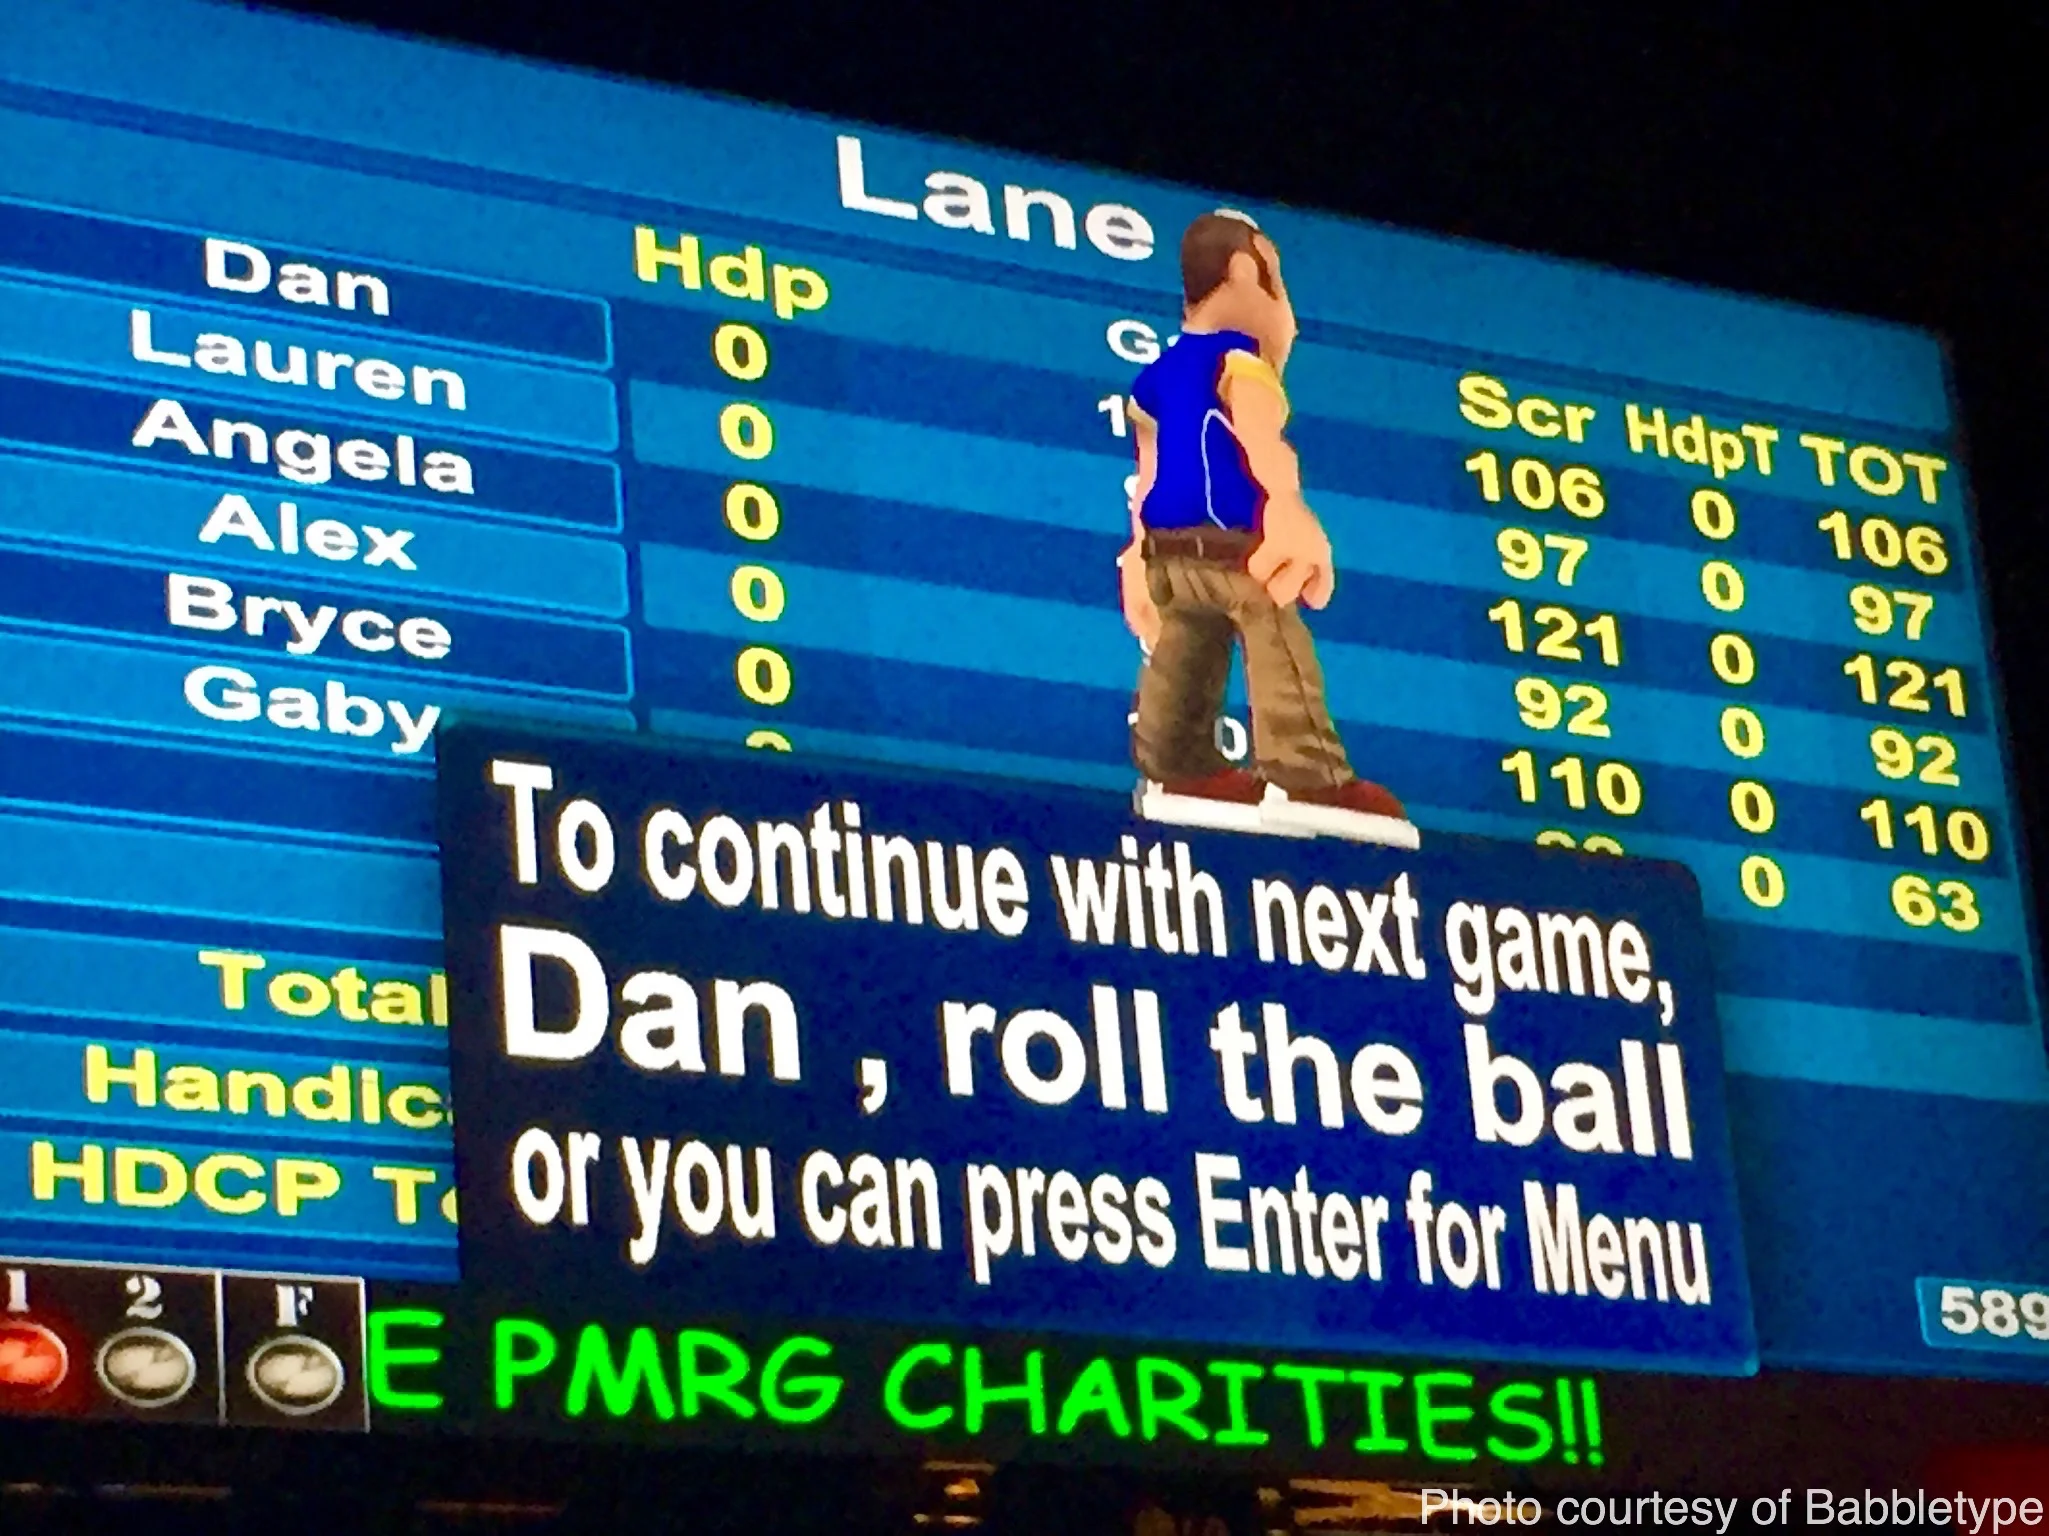 Lane
Hdp
Scr HdpT TOT
Dan 0 106 0 106
Lauren 0 97 0 97
Angela 0 121 0 121
Alex 0 92 0 92
Bryce 0 110 0 110
Gaby 0 63
To continue with next game,
Dan , roll the ball
or you can press Enter for Menu
Total
HDCP
589
1 2 F
E PMRG CHARITIES!!
Photo courtesy of Babbletype